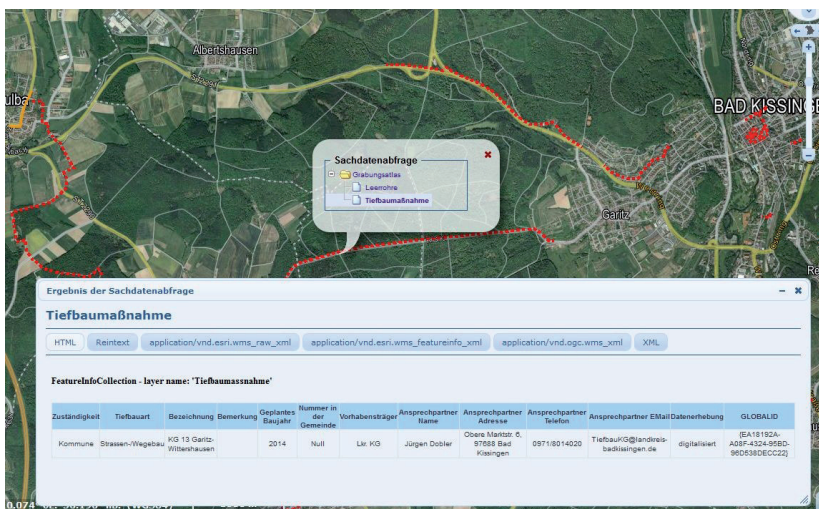 Albertshausen
ulba
BAD KISSING
Sachdatenabfrage
Grabungsatlas
Leerrohre
Tiefbaumaßnahme
Garitz
Re
Ergebnis der Sachdatenabfrage
Tiefbaumaßnahme
HTML Reintext application/vnd.esri.wms_raw_xml application/vnd.esri.wms_featureinfo_xml application/vnd.ogc.wms_xml XML
FeatureInfoCollection - layer name: 'Tiefbaumassnahme'
Zuständigkeit Tiefbauart Bezeichnung Bemerkung Geplantes Baujahr Nummer in der Gemeinde Vorhabensträger Ansprechpartner Name Ansprechpartner Adresse Ansprechpartner Telefon Ansprechpartner EMail Datenerhebung GLOBALID
Kommune Strassen-/Wegebau KG 13 Garitz-Wittershausen 2014 Null Lkr. KG Jürgen Dobler Obere Marktstr. 6, 97688 Bad Kissingen 0971/8014020 TiefbauKG@landkreis-badkissingen.de digitalisiert {EA18192A-A08F-4324-95BD-96D538DECC22}